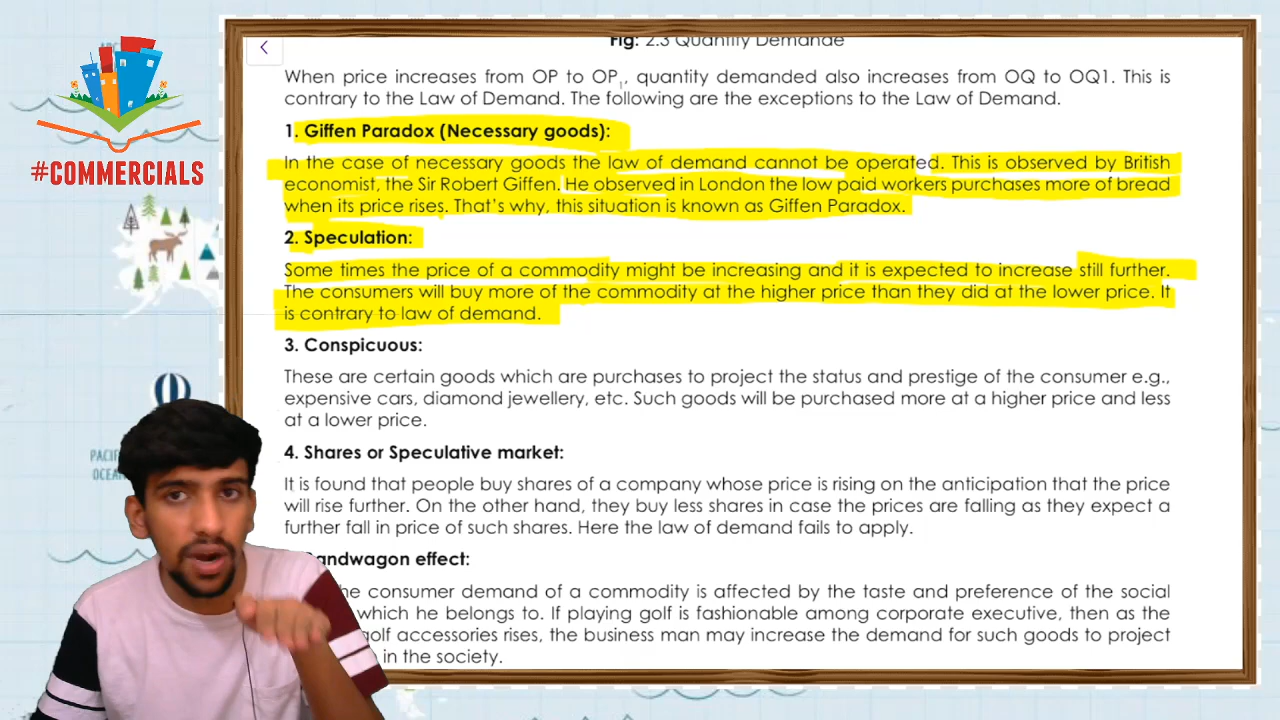 #COMMERCIALS
Fig: 2.3 Quantity Demande
When price increases from OP to OP1, quantity demanded also increases from OQ to OQ1. This is
contrary to the Law of Demand. The following are the exceptions to the Law of Demand.
1. Giffen Paradox (Necessary goods):
In the case of necessary goods the law of demand cannot be operated. This is observed by British
economist, the Sir Robert Giffen. He observed in London the low paid workers purchases more of bread
when its price rises. That's why, this situation is known as Giffen Paradox.
2. Speculation:
Some times the price of a commodity might be increasing and it is expected to increase still further.
The consumers will buy more of the commodity at the higher price than they did at the lower price. It
is contrary to law of demand.
3. Conspicuous:
These are certain goods which are purchases to project the status and prestige of the consumer e.g.,
expensive cars, diamond jewellery, etc. Such goods will be purchased more at a higher price and less
at a lower price.
4. Shares or Speculative market:
It is found that people buy shares of a company whose price is rising on the anticipation that the price
will rise further. On the other hand, they buy less shares in case the prices are falling as they expect a
further fall in price of such shares. Here the law of demand fails to apply.
Bandwagon effect:
the consumer demand of a commodity is affected by the taste and preference of the social
which he belongs to. If playing golf is fashionable among corporate executive, then as the
golf accessories rises, the business man may increase the demand for such goods to project
in the society.